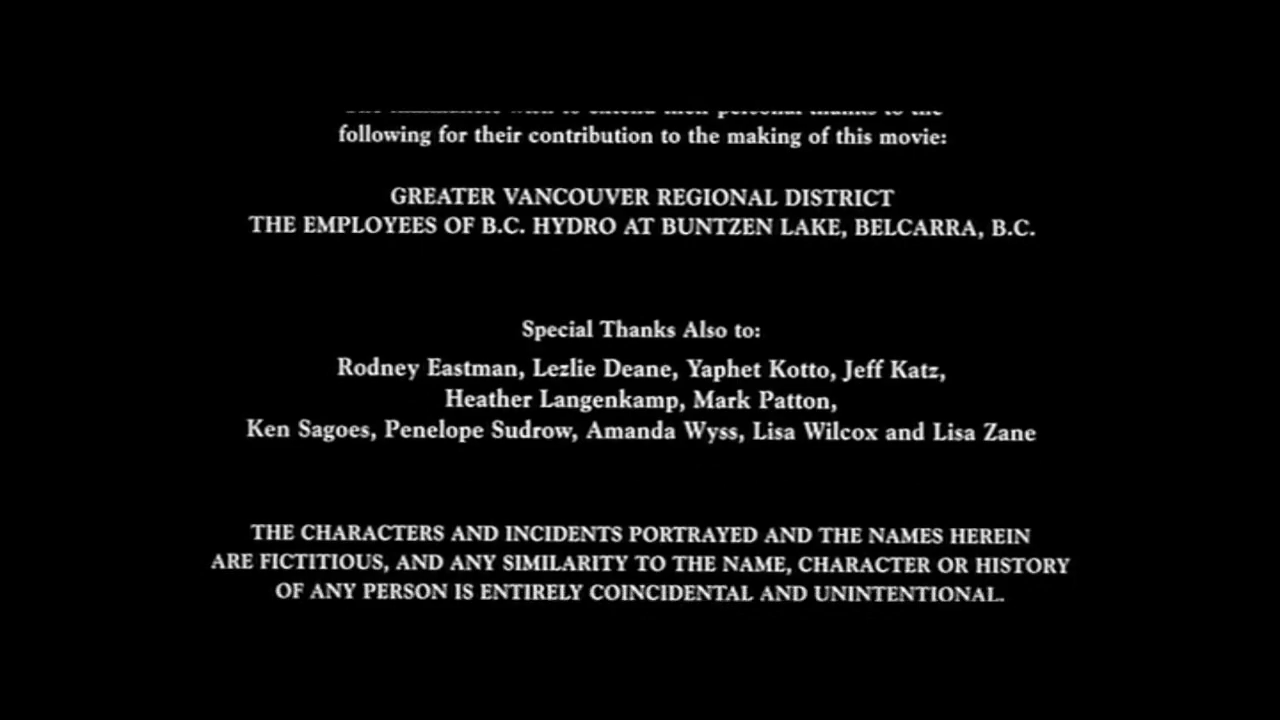 following for their contribution to the making of this movie:
GREATER VANCOUVER REGIONAL DISTRICT
THE EMPLOYEES OF B.C. HYDRO AT BUNTZEN LAKE, BELCARRA, B.C.
Special Thanks Also to:
Rodney Eastman, Lezlie Deane, Yaphet Kotto, Jeff Katz,
Heather Langenkamp, Mark Patton,
Ken Sagoes, Penelope Sudrow, Amanda Wyss, Lisa Wilcox and Lisa Zane
THE CHARACTERS AND INCIDENTS PORTRAYED AND THE NAMES HEREIN
ARE FICTITIOUS, AND ANY SIMILARITY TO THE NAME, CHARACTER OR HISTORY
OF ANY PERSON IS ENTIRELY COINCIDENTAL AND UNINTENTIONAL.